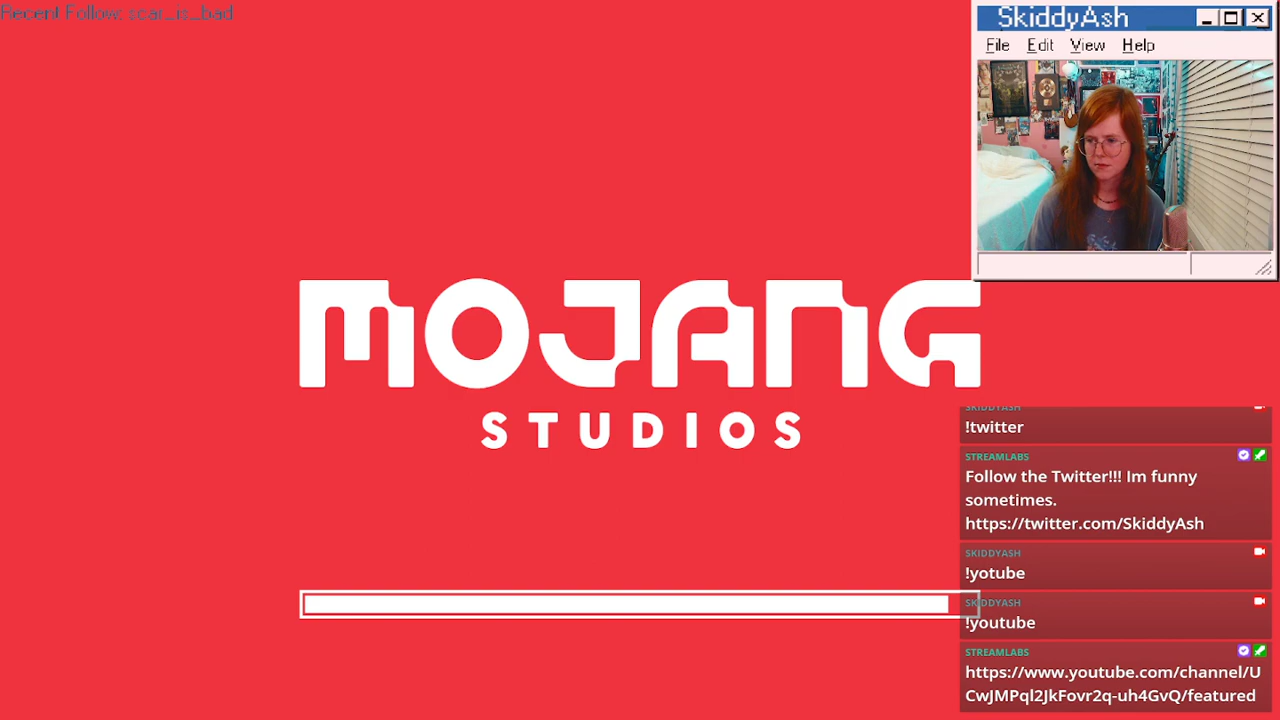 Recent Follow: scar_is_bad
SkiddyAsh
File Edit View Help
MOJANG
STUDIOS
SKIDDYASH
!twitter
STREAMLABS
Follow the Twitter!!! Im funny
sometimes.
https://twitter.com/SkiddyAsh
SKIDDYASH
!yotube
SKIDDYASH
!youtube
STREAMLABS
https://www.youtube.com/channel/U
CwJMPql2JkFovr2q-uh4GvQ/featured